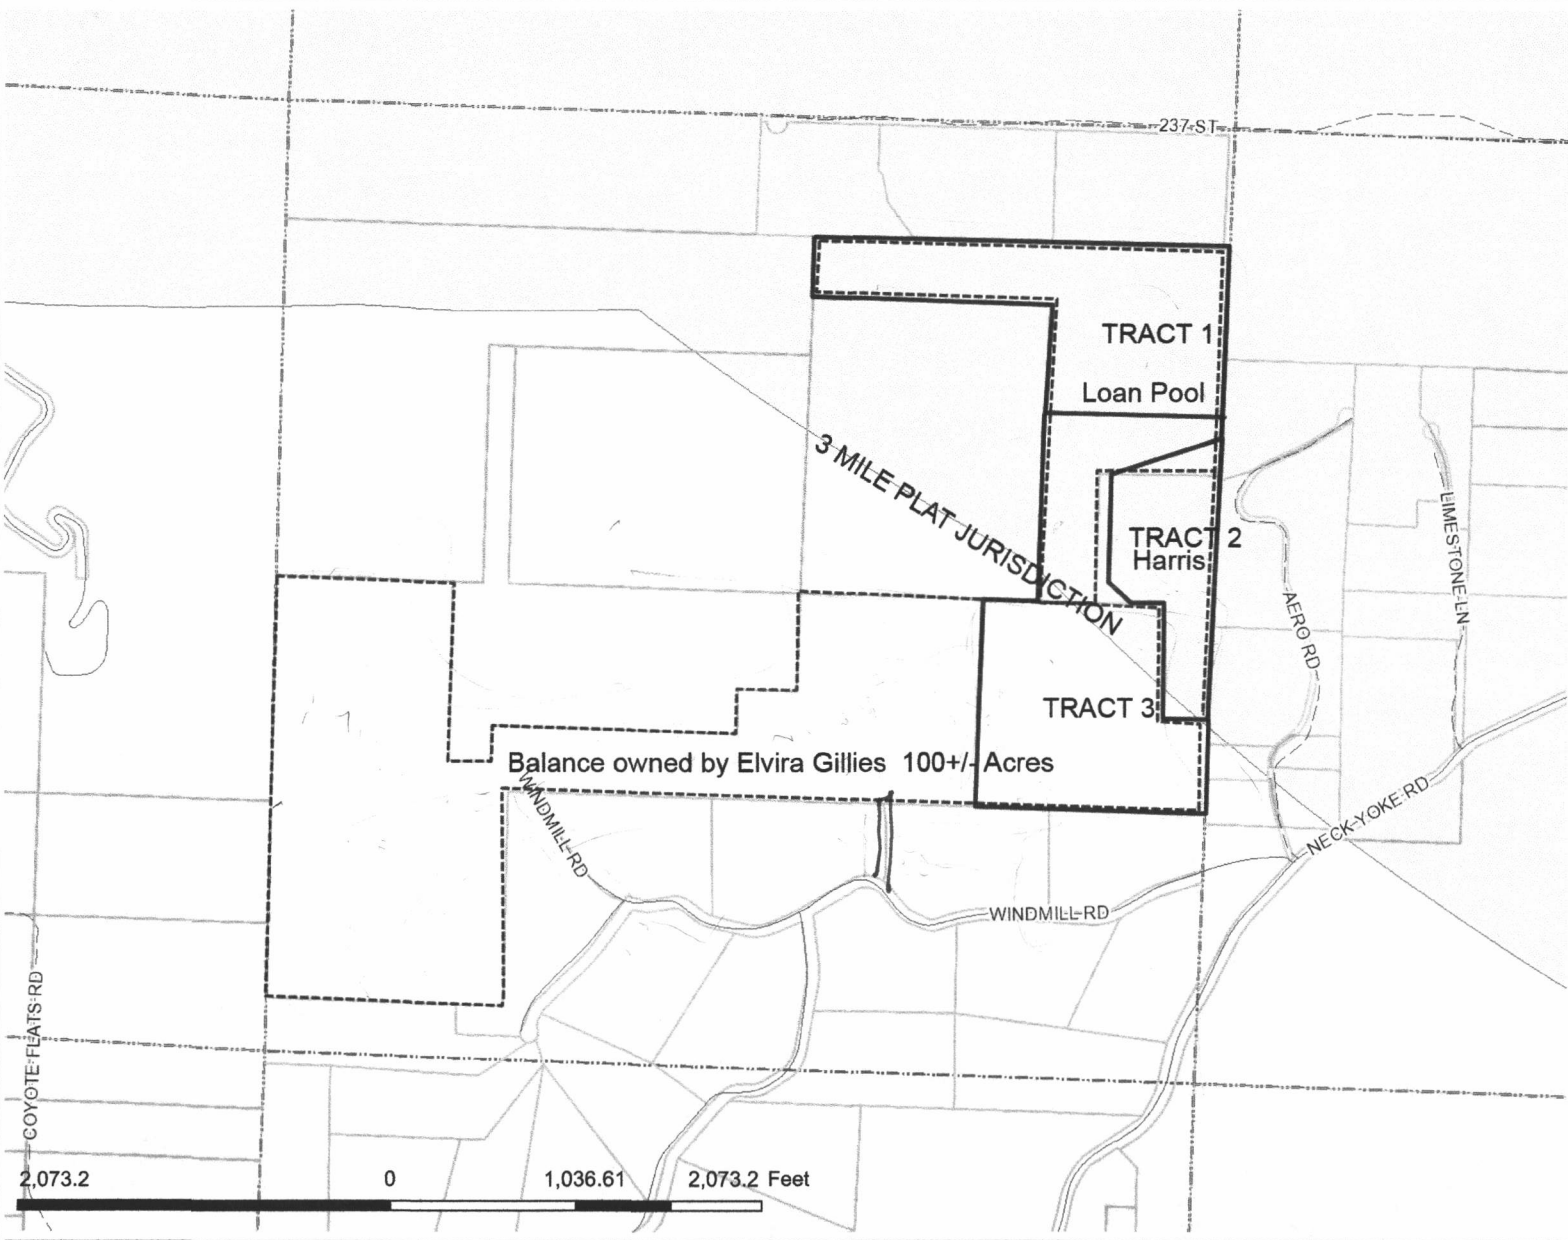 237 ST
TRACT 1
Loan Pool
3 MILE PLAT JURISDICTION
TRACT 2
Harris
LIMESTONE LN
AERO RD
TRACT 3
Balance owned by Elvira Gillies 100+/- Acres
WINDMILL RD
NECK YOKE RD
WINDMILL RD
COYOTE FLATS RD
2,073.2 0 1,036.61 2,073.2 Feet